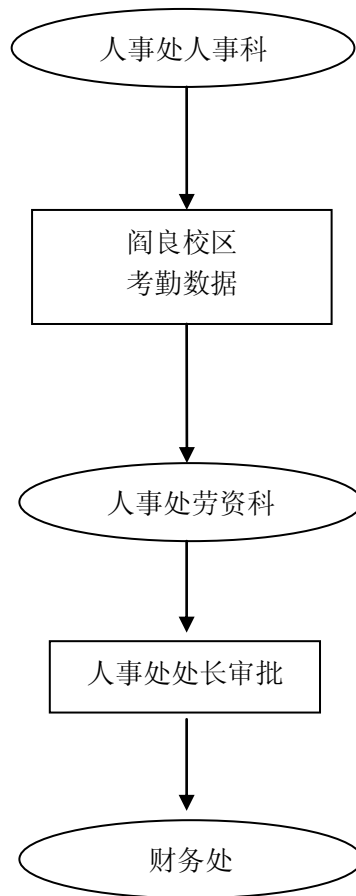 人事处人事科
阎良校区
考勤数据
人事处劳资科
人事处处长审批
财务处